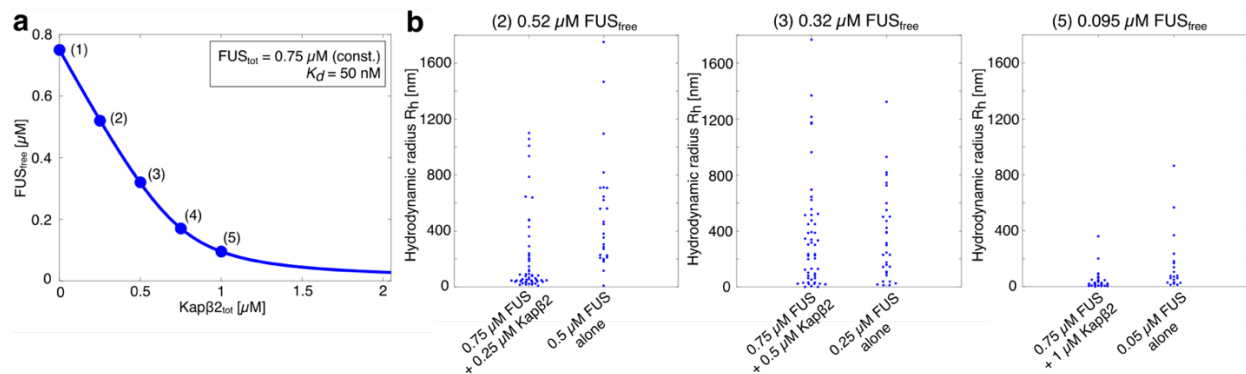 a
0.8
0.6
0.4
0.2
0
FUSfree [µM]
(1)
(2)
(3)
(4)
(5)
FUStot = 0.75 µM (const.)
Kd = 50 nM
0
0.5
1
1.5
2
Kapβ2tot [µM]
b
(2) 0.52 µM FUSfree
Hydrodynamic radius Rh [nm]
1600
1200
800
400
0
0.75 µM FUS
+ 0.25 µM Kapβ2
0.5 µM FUS
alone
(3) 0.32 µM FUSfree
Hydrodynamic radius Rh [nm]
1600
1200
800
400
0
0.75 µM FUS
+ 0.5 µM Kapβ2
0.25 µM FUS
alone
(5) 0.095 µM FUSfree
Hydrodynamic radius Rh [nm]
1600
1200
800
400
0
0.75 µM FUS
+ 1 µM Kapβ2
0.05 µM FUS
alone